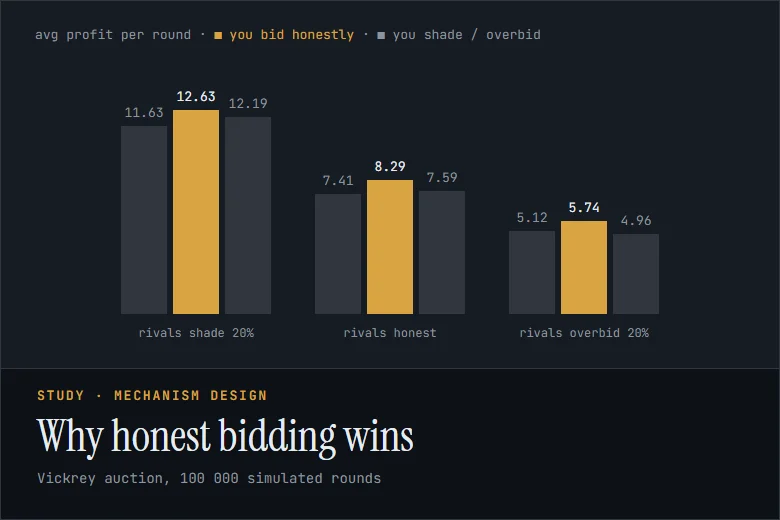 avg profit per round · ■ you bid honestly · ■ you shade / overbid
11.63 12.63 12.19
7.41 8.29 7.59
5.12 5.74 4.96
rivals shade 20% rivals honest rivals overbid 20%
STUDY · MECHANISM DESIGN
Why honest bidding wins
Vickrey auction, 100 000 simulated rounds